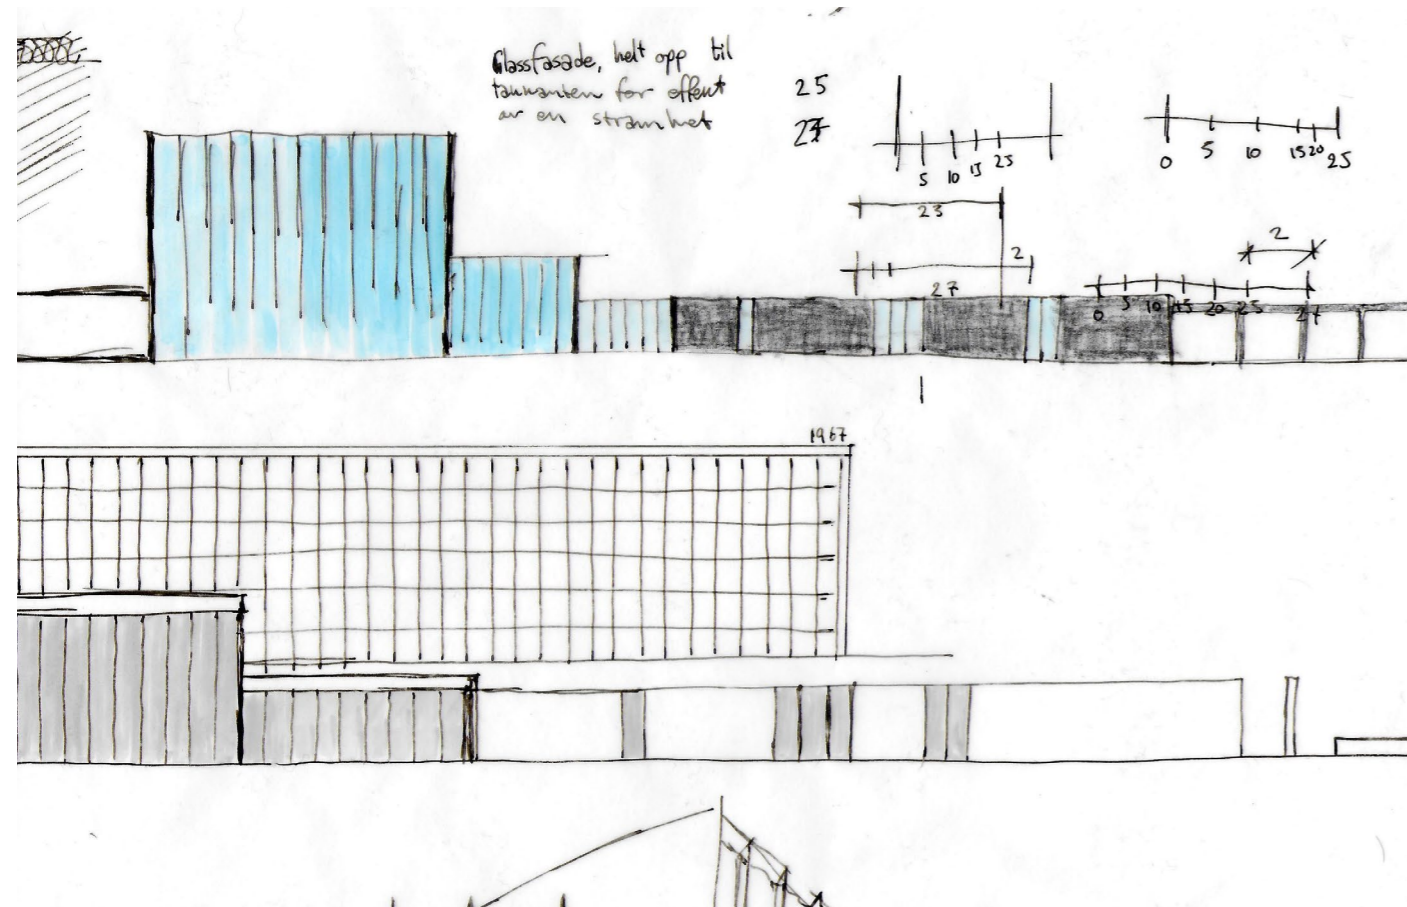 Glassfasade, helt opp til
takkanten for effekt
av en stramhet
25
27
5 10 15 25
0 5 10 15 20 25
23
2
2
27
0 5 10 15 20 25 27
1967